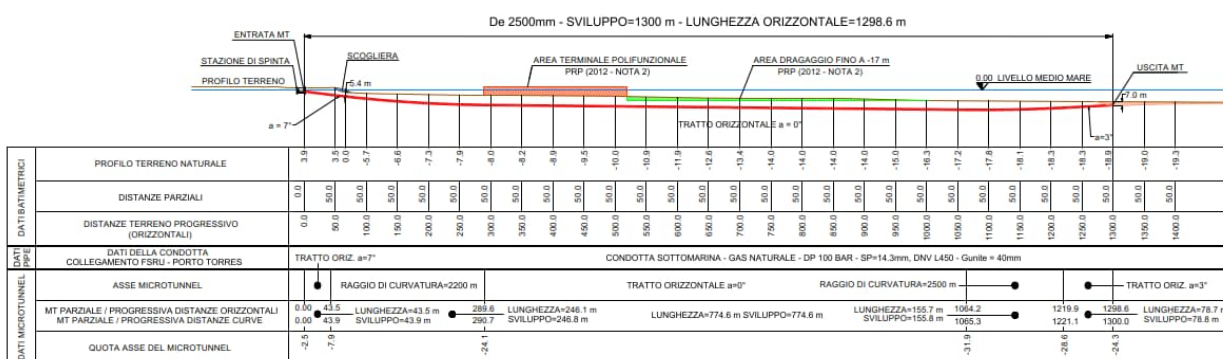 De 2500mm - SVILUPPO=1300 m - LUNGHEZZA ORIZZONTALE=1298.6 m
ENTRATA MT
STAZIONE DI SPINTA
PROFILO TERRENO
SCOGLIERA
5.4 m
a = 7°
AREA TERMINALE POLIFUNZIONALE
PRP (2012 - NOTA 2)
AREA DRAGAGGIO FINO A -17 m
PRP (2012 - NOTA 2)
0.00 LIVELLO MEDIO MARE
USCITA MT
7.0 m
TRATTO ORIZZONTALE a = 0°
a=3°
DATI BATIMETRICI
PROFILO TERRENO NATURALE
3.9 3.5 0.0 -5.7 -6.6 -7.3 -7.9 -8.0 -8.2 -8.9 -9.5 -10.0 -10.9 -11.9 -12.6 -13.4 -14.0 -14.0 -14.0 -14.0 -15.0 -16.3 -17.2 -17.8 -18.1 -18.3 -18.3 -18.9 -19.0 -19.3
DISTANZE PARZIALI
0.0 50.0 50.0 50.0 50.0 50.0 50.0 50.0 50.0 50.0 50.0 50.0 50.0 50.0 50.0 50.0 50.0 50.0 50.0 50.0 50.0 50.0 50.0 50.0 50.0 50.0 50.0 50.0 50.0
DISTANZE TERRENO PROGRESSIVO
(ORIZZONTALI)
0.0 50.0 100.0 150.0 200.0 250.0 300.0 350.0 400.0 450.0 500.0 550.0 600.0 650.0 700.0 750.0 800.0 850.0 900.0 950.0 1000.0 1050.0 1100.0 1150.0 1200.0 1250.0 1300.0 1350.0 1400.0
DATI PIPE
DATI DELLA CONDOTTA
COLLEGAMENTO FSRU - PORTO TORRES
TRATTO ORIZ. a=7°
CONDOTTA SOTTOMARINA - GAS NATURALE - DP 100 BAR - SP=14.3mm, DNV L450 - Gunite = 40mm
DATI MICROTUNNEL
ASSE MICROTUNNEL
RAGGIO DI CURVATURA=2200 m
TRATTO ORIZZONTALE a=0°
RAGGIO DI CURVATURA=2500 m
TRATTO ORIZ. a=3°
MT PARZIALE / PROGRESSIVA DISTANZE ORIZZONTALI
MT PARZIALE / PROGRESSIVA DISTANZE CURVE
0.00 43.5 LUNGHEZZA=43.5 m 289.6 LUNGHEZZA=246.1 m
0.00 43.9 SVILUPPO=43.9 m 290.7 SVILUPPO=246.8 m
LUNGHEZZA=774.6 m SVILUPPO=774.6 m
LUNGHEZZA=155.7 m 1064.2 1219.9 1298.6 LUNGHEZZA=78.7 m
SVILUPPO=155.8 m 1065.3 1221.1 1300.0 SVILUPPO=78.8 m
QUOTA ASSE DEL MICROTUNNEL
-2.5 -7.9 -24.1 -31.9 -28.6 -24.3